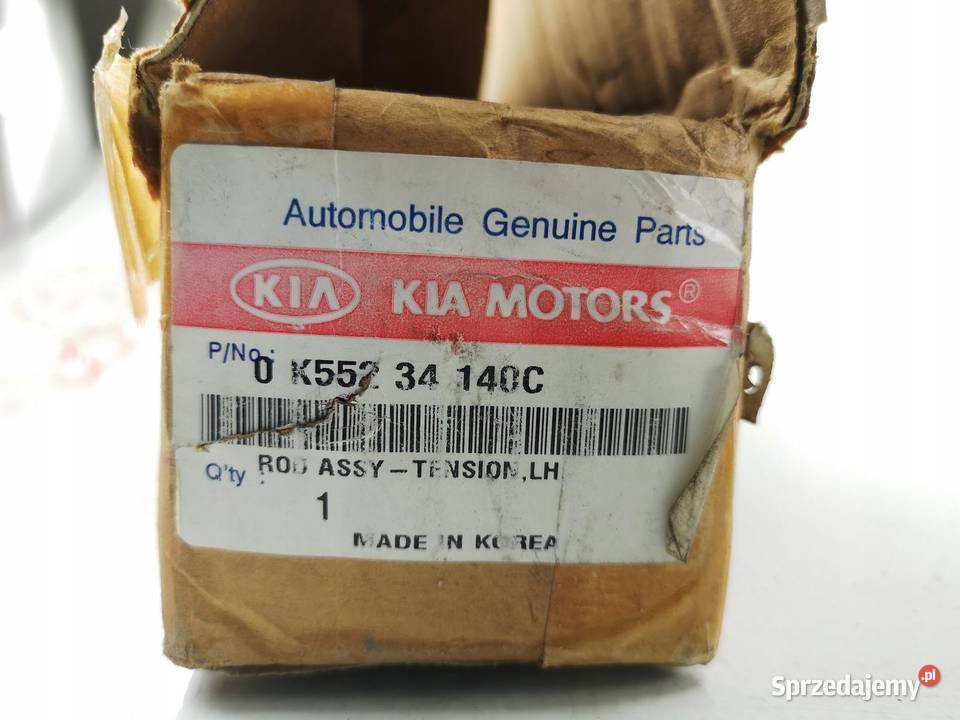 Automobile Genuine Parts
KIA KIA MOTORS®
P/No.: 0 K552 34 140C
ROD ASSY-TENSION,LH
Q'ty : 1
MADE IN KOREA
Sprzedajemy.pl